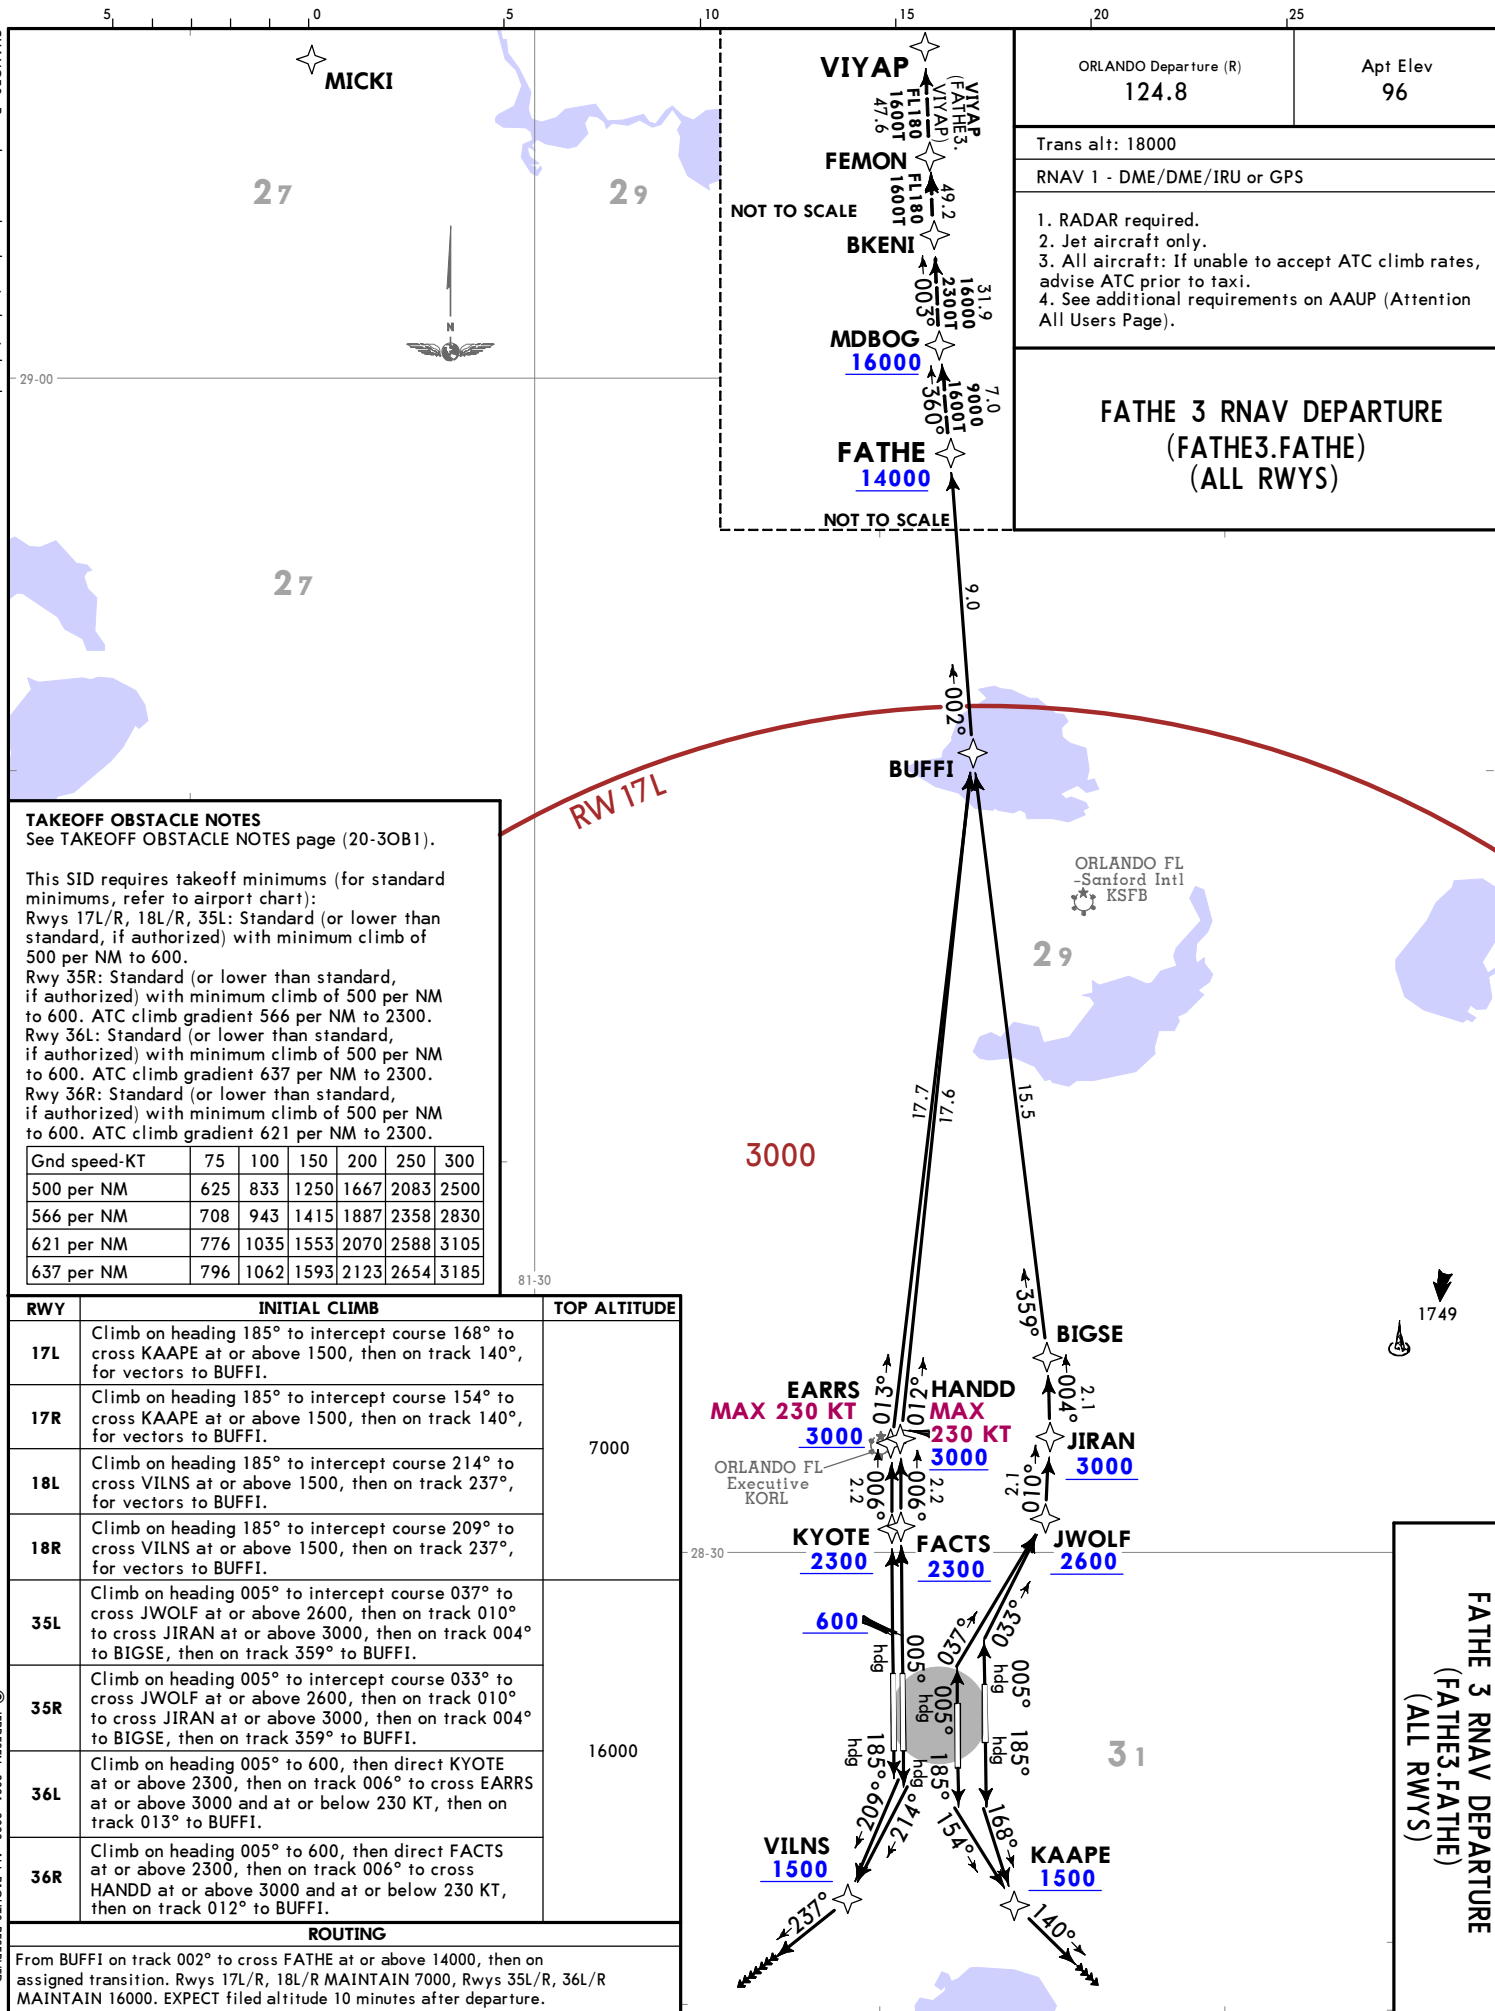 5 0 5 10 15 20 25
MICKI
27
29
27
N
29-00
VIYAP
VIYAP
(FATHE3.
VIYAP)
FL180
1600T
47.6
FEMON
49.2
FL180
1600T
NOT TO SCALE
BKENI
31.9
16000
2300T
003°
MDBOG
16000
7.0
9000
1600T
360°
FATHE
14000
NOT TO SCALE
ORLANDO Departure (R)
124.8
Apt Elev
96
Trans alt: 18000
RNAV 1 - DME/DME/IRU or GPS
1. RADAR required.
2. Jet aircraft only.
3. All aircraft: If unable to accept ATC climb rates,
advise ATC prior to taxi.
4. See additional requirements on AAUP (Attention
All Users Page).
FATHE 3 RNAV DEPARTURE
(FATHE3.FATHE)
(ALL RWYS)
9.0
002°
BUFFI
RW 17L
TAKEOFF OBSTACLE NOTES
See TAKEOFF OBSTACLE NOTES page (20-3OB1).
This SID requires takeoff minimums (for standard
minimums, refer to airport chart):
Rwys 17L/R, 18L/R, 35L: Standard (or lower than
standard, if authorized) with minimum climb of
500 per NM to 600.
Rwy 35R: Standard (or lower than standard,
if authorized) with minimum climb of 500 per NM
to 600. ATC climb gradient 566 per NM to 2300.
Rwy 36L: Standard (or lower than standard,
if authorized) with minimum climb of 500 per NM
to 600. ATC climb gradient 637 per NM to 2300.
Rwy 36R: Standard (or lower than standard,
if authorized) with minimum climb of 500 per NM
to 600. ATC climb gradient 621 per NM to 2300.
Gnd speed-KT 75 100 150 200 250 300
500 per NM 625 833 1250 1667 2083 2500
566 per NM 708 943 1415 1887 2358 2830
621 per NM 776 1035 1553 2070 2588 3105
637 per NM 796 1062 1593 2123 2654 3185
81-30
ORLANDO FL
-Sanford Intl
KSFB
29
17.7
17.6
15.5
3000
1749
359°
BIGSE
2.1
004°
JIRAN
3000
2.1
010°
JWOLF
2600
013°
012°
EARRS
MAX 230 KT
3000
HANDD
MAX
230 KT
3000
ORLANDO FL
Executive
KORL
2.2
006°
2.2
006°
KYOTE
2300
FACTS
2300
28-30
600
037°
033°
005°
hdg
hdg
005°
hdg
005°
hdg
185°
hdg
185°
hdg
185°
hdg
209°
214°
154°
168°
31
VILNS
1500
237°
KAAPE
1500
140°
RWY INITIAL CLIMB TOP ALTITUDE
17L
Climb on heading 185° to intercept course 168° to
cross KAAPE at or above 1500, then on track 140°,
for vectors to BUFFI.
17R
Climb on heading 185° to intercept course 154° to
cross KAAPE at or above 1500, then on track 140°,
for vectors to BUFFI.
18L
Climb on heading 185° to intercept course 214° to
cross VILNS at or above 1500, then on track 237°,
for vectors to BUFFI.
18R
Climb on heading 185° to intercept course 209° to
cross VILNS at or above 1500, then on track 237°,
for vectors to BUFFI.
7000
35L
Climb on heading 005° to intercept course 037° to
cross JWOLF at or above 2600, then on track 010°
to cross JIRAN at or above 3000, then on track 004°
to BIGSE, then on track 359° to BUFFI.
35R
Climb on heading 005° to intercept course 033° to
cross JWOLF at or above 2600, then on track 010°
to cross JIRAN at or above 3000, then on track 004°
to BIGSE, then on track 359° to BUFFI.
36L
Climb on heading 005° to 600, then direct KYOTE
at or above 2300, then on track 006° to cross EARRS
at or above 3000 and at or below 230 KT, then on
track 013° to BUFFI.
36R
Climb on heading 005° to 600, then direct FACTS
at or above 2300, then on track 006° to cross
HANDD at or above 3000 and at or below 230 KT,
then on track 012° to BUFFI.
16000
ROUTING
From BUFFI on track 002° to cross FATHE at or above 14000, then on
assigned transition. Rwys 17L/R, 18L/R MAINTAIN 7000, Rwys 35L/R, 36L/R
MAINTAIN 16000. EXPECT filed altitude 10 minutes after departure.
FATHE 3 RNAV DEPARTURE
(FATHE3.FATHE)
(ALL RWYS)